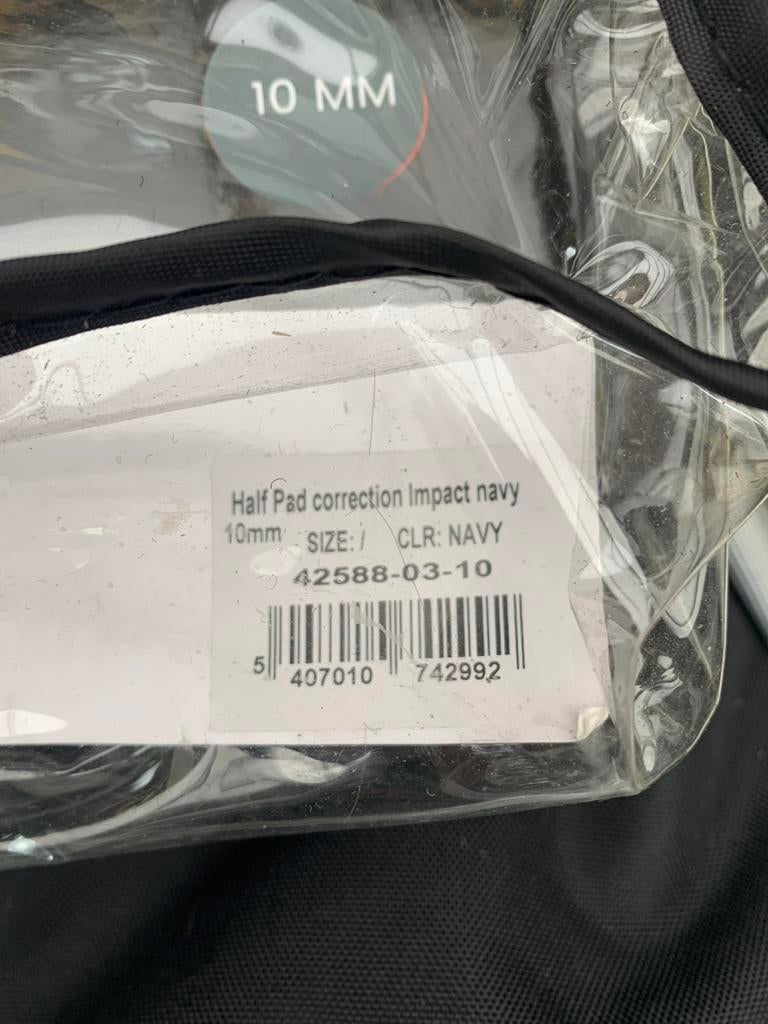 10 MM
Half Pad correction Impact navy
10mm SIZE: / CLR: NAVY
42588-03-10
5 407010 742992